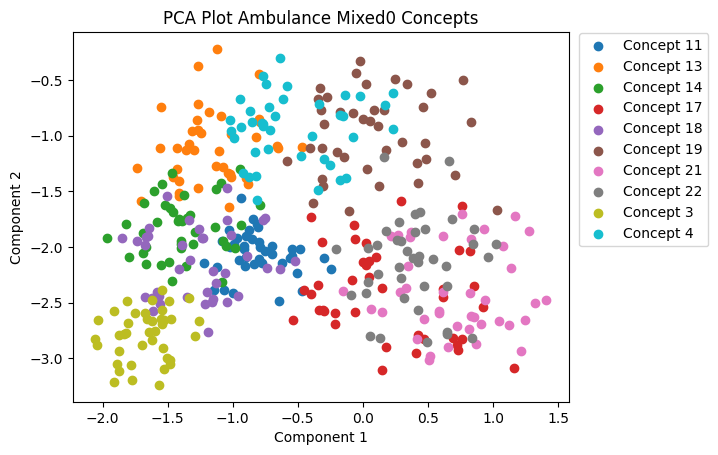 PCA Plot Ambulance Mixed0 Concepts
Component 2
−0.5
−1.0
−1.5
−2.0
−2.5
−3.0
−2.0 −1.5 −1.0 −0.5 0.0 0.5 1.0 1.5
Component 1
Concept 11
Concept 13
Concept 14
Concept 17
Concept 18
Concept 19
Concept 21
Concept 22
Concept 3
Concept 4